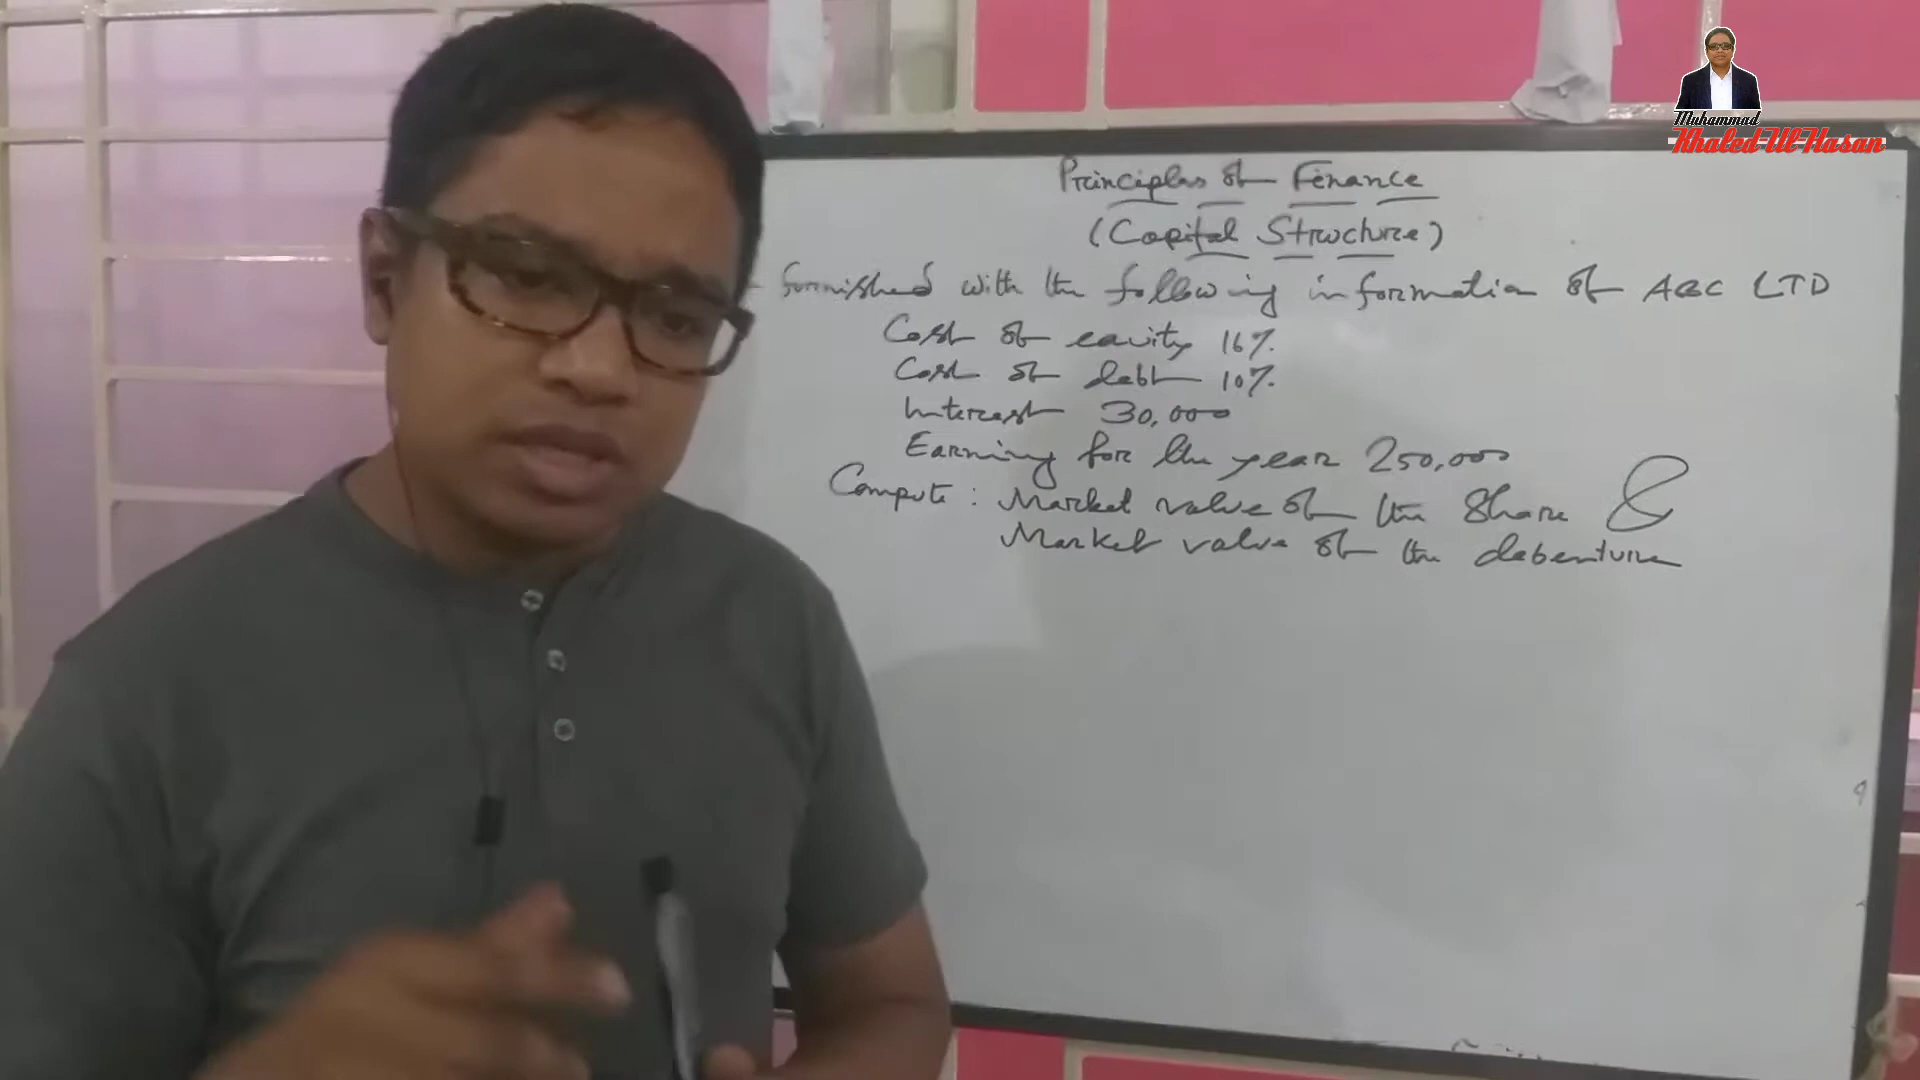 Muhammad
Khaled Ul Hasan
Principles of Finance
(Capital Structure)
furnished with the following information of ABC LTD
Cost of equity 16%.
Cost of debt 10%.
Interest 30,000
Earning for the year 250,000
Compute: Market value of the Share &
Market value of the debenture